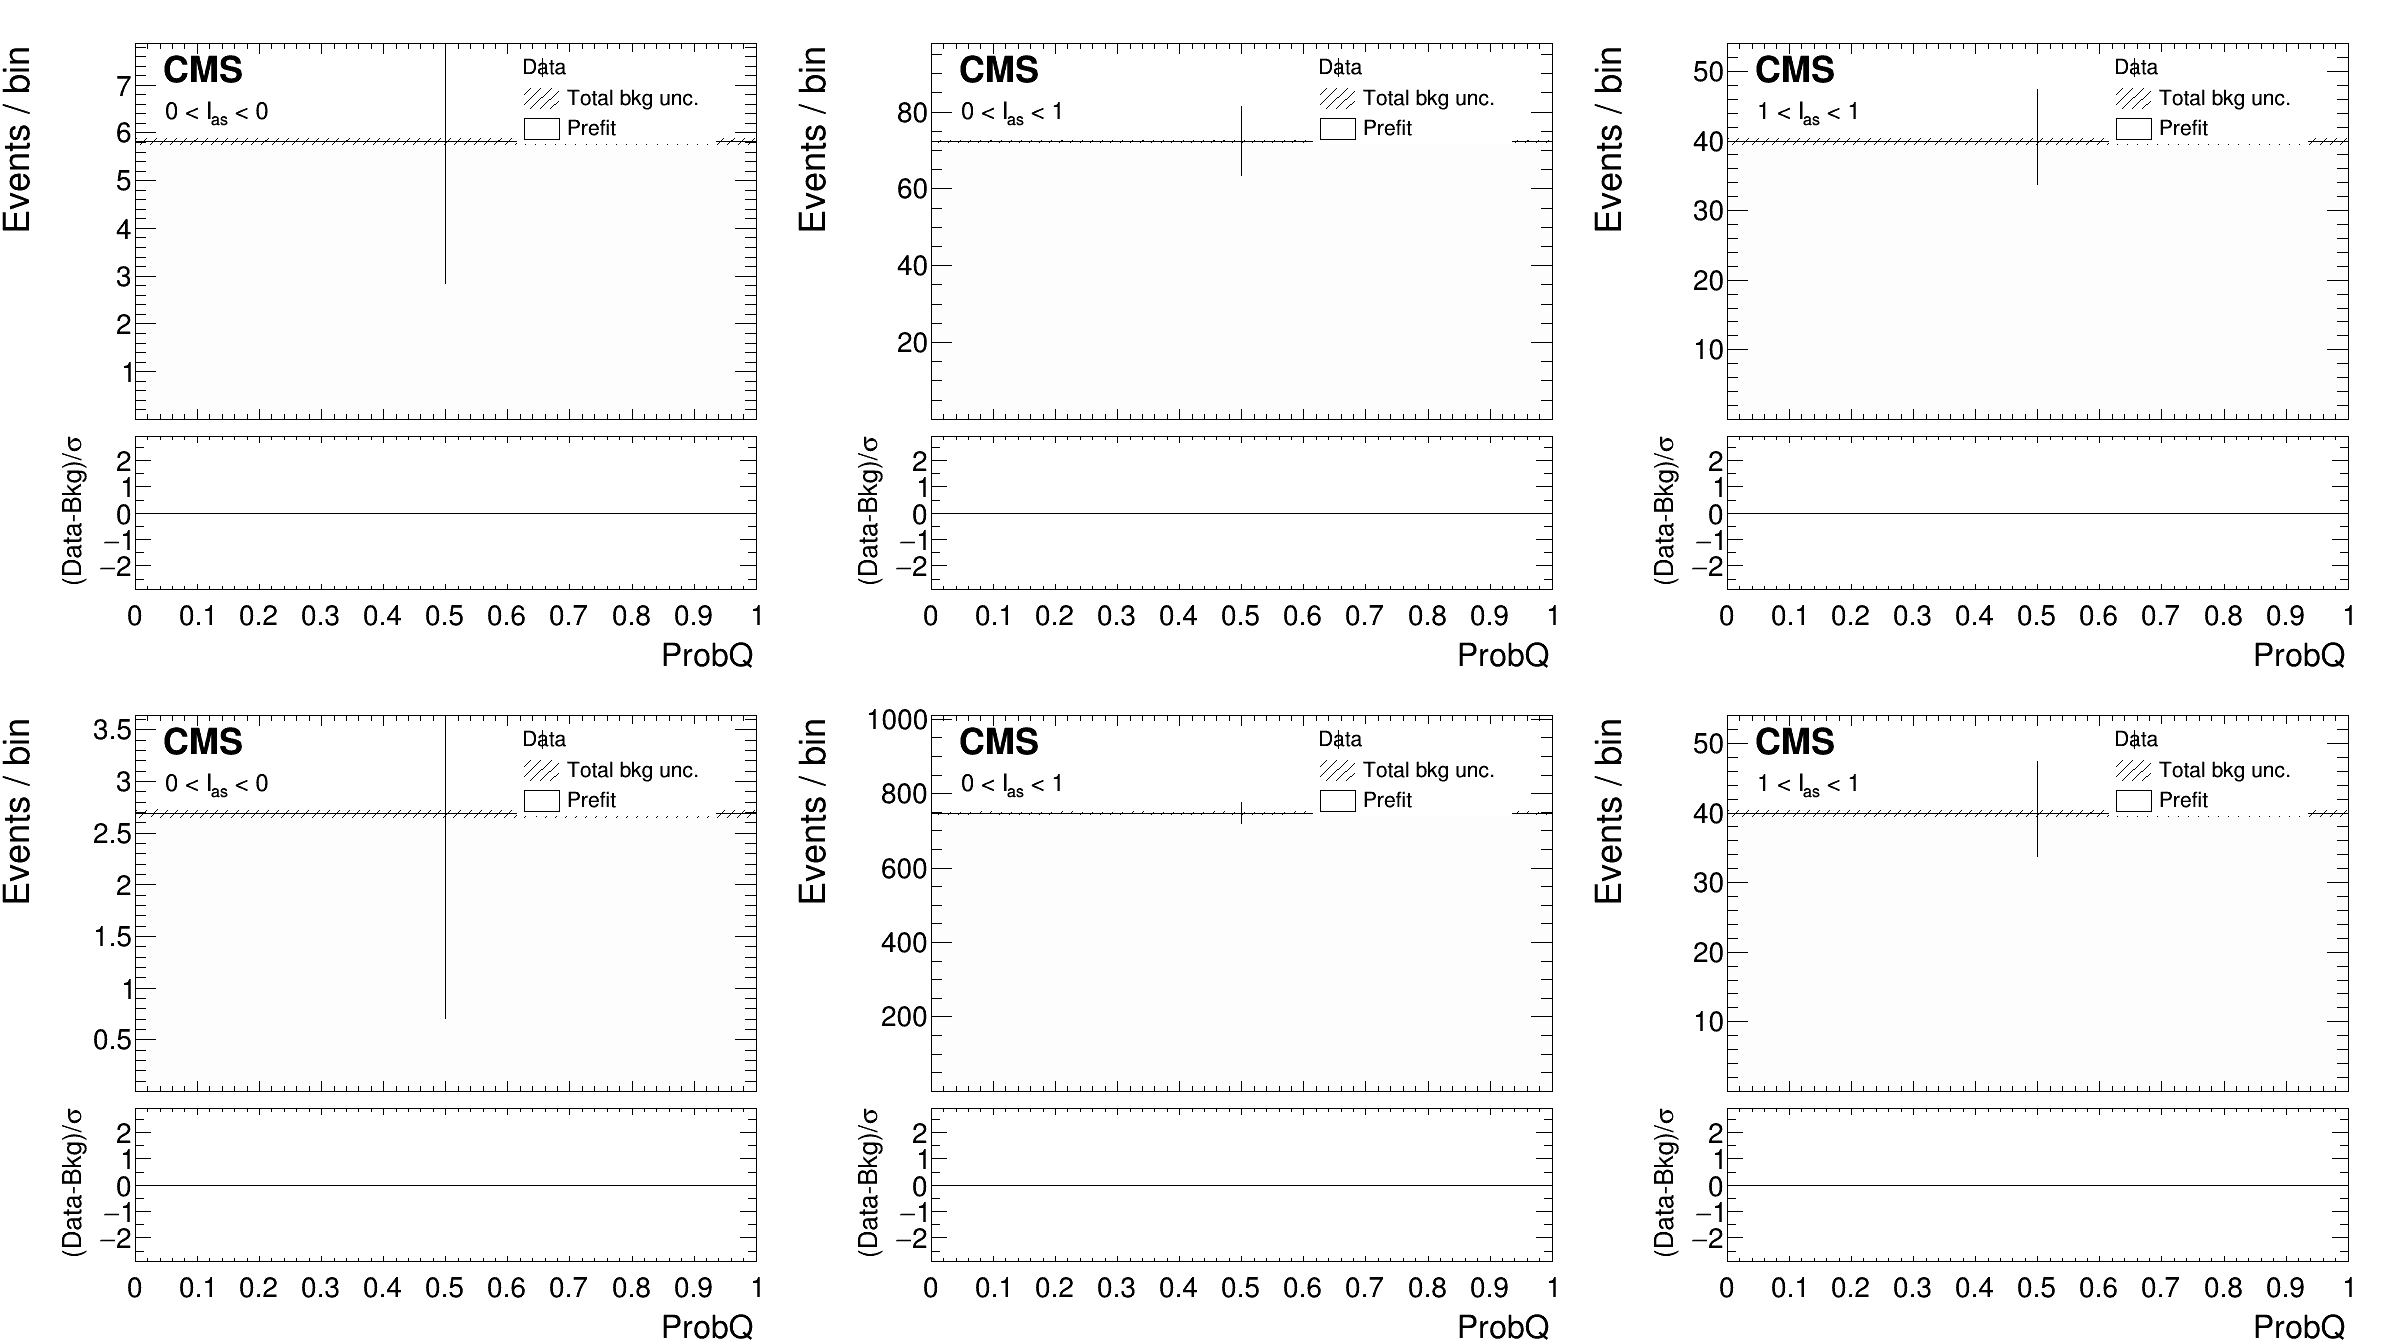 Events / bin
CMS
0 < I_as < 0
Data
Total bkg unc.
Prefit
7
6
5
4
3
2
1
(Data-Bkg)/σ
2
1
0
−1
−2
0 0.1 0.2 0.3 0.4 0.5 0.6 0.7 0.8 0.9 1
ProbQ
Events / bin
CMS
0 < I_as < 1
Data
Total bkg unc.
Prefit
80
60
40
20
(Data-Bkg)/σ
2
1
0
−1
−2
0 0.1 0.2 0.3 0.4 0.5 0.6 0.7 0.8 0.9 1
ProbQ
Events / bin
CMS
1 < I_as < 1
Data
Total bkg unc.
Prefit
50
40
30
20
10
(Data-Bkg)/σ
2
1
0
−1
−2
0 0.1 0.2 0.3 0.4 0.5 0.6 0.7 0.8 0.9 1
ProbQ
Events / bin
CMS
0 < I_as < 0
Data
Total bkg unc.
Prefit
3.5
3
2.5
2
1.5
1
0.5
(Data-Bkg)/σ
2
1
0
−1
−2
0 0.1 0.2 0.3 0.4 0.5 0.6 0.7 0.8 0.9 1
ProbQ
Events / bin
CMS
0 < I_as < 1
Data
Total bkg unc.
Prefit
1000
800
600
400
200
(Data-Bkg)/σ
2
1
0
−1
−2
0 0.1 0.2 0.3 0.4 0.5 0.6 0.7 0.8 0.9 1
ProbQ
Events / bin
CMS
1 < I_as < 1
Data
Total bkg unc.
Prefit
50
40
30
20
10
(Data-Bkg)/σ
2
1
0
−1
−2
0 0.1 0.2 0.3 0.4 0.5 0.6 0.7 0.8 0.9 1
ProbQ